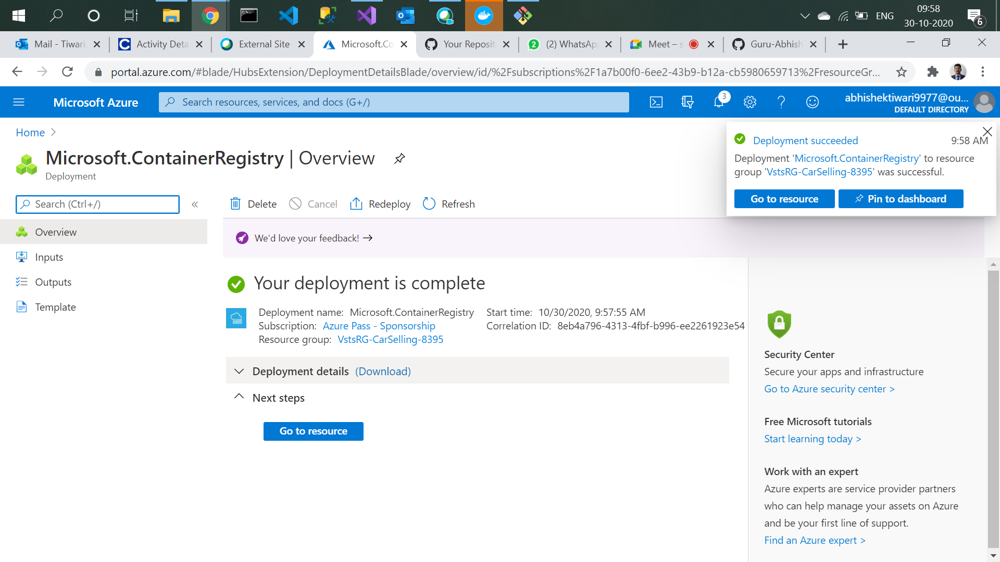 ENG
09:58
30-10-2020
6
Mail - Tiwari
Activity Deta
External Site
Microsoft.Co
Your Reposit
(2) WhatsAp
Meet – s
Guru-Abhish
portal.azure.com/#blade/HubsExtension/DeploymentDetailsBlade/overview/id/%2Fsubscriptions%2F1a7b00f0-6ee2-43b9-b12a-cb5980659713%2FresourceGr...
Microsoft Azure
Search resources, services, and docs (G+/)
3
abhishektiwari9977@ou...
DEFAULT DIRECTORY
Home
Microsoft.ContainerRegistry | Overview
Deployment
Deployment succeeded
9:58 AM
Deployment 'Microsoft.ContainerRegistry' to resource
group 'VstsRG-CarSelling-8395' was successful.
Go to resource
Pin to dashboard
Search (Ctrl+/)
«
Delete
Cancel
Redeploy
Refresh
Overview
Inputs
Outputs
Template
We'd love your feedback! →
Your deployment is complete
Deployment name: Microsoft.ContainerRegistry
Subscription: Azure Pass - Sponsorship
Resource group: VstsRG-CarSelling-8395
Start time: 10/30/2020, 9:57:55 AM
Correlation ID: 8eb4a796-4313-4fbf-b996-ee2261923e54
Deployment details (Download)
Next steps
Go to resource
Security Center
Secure your apps and infrastructure
Go to Azure security center >
Free Microsoft tutorials
Start learning today >
Work with an expert
Azure experts are service provider partners
who can help manage your assets on Azure
and be your first line of support.
Find an Azure expert >